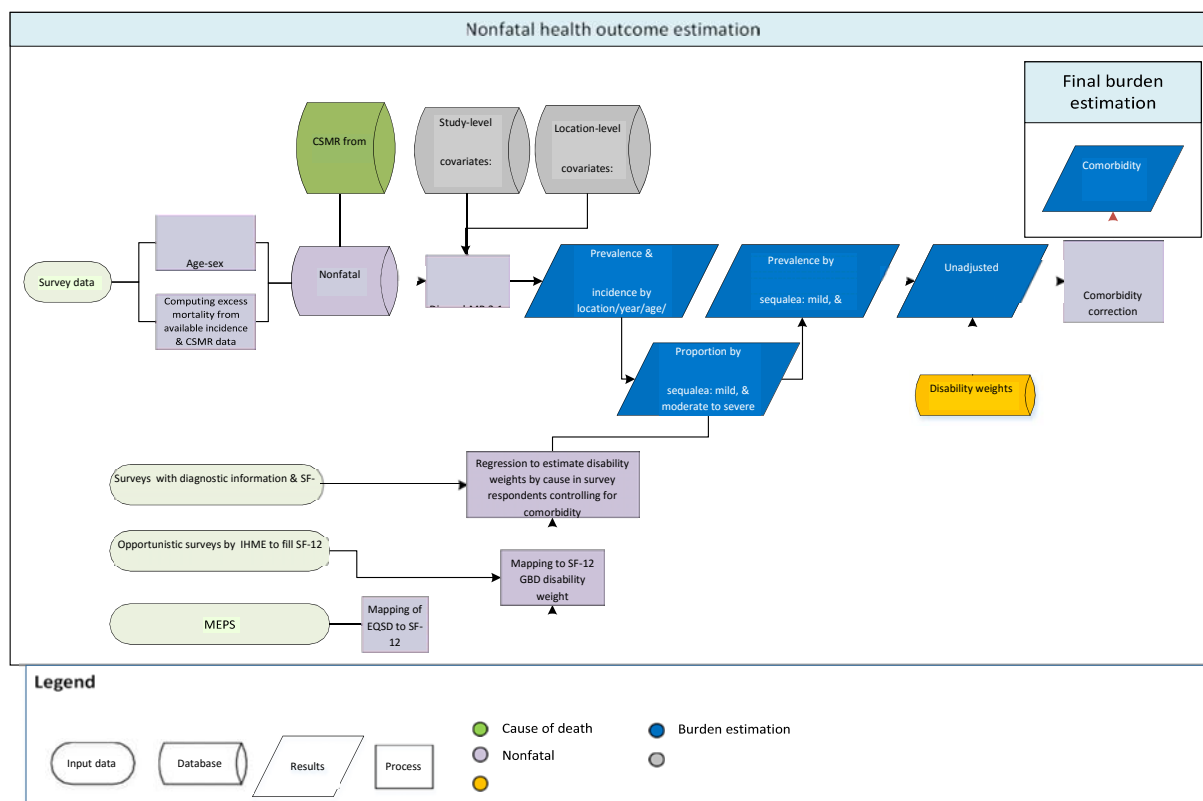 Nonfatal health outcome estimation
Final burden
estimation
Comorbidity
CSMR from
Study-level
covariates:
Location-level
covariates:
Survey data
Age-sex
Computing excess
mortality from
available incidence
& CSMR data
Nonfatal
Prevalence &
incidence by
location/year/age/
Prevalence by
sequalea: mild, &
Unadjusted
Comorbidity
correction
Proportion by
sequalea: mild, &
moderate to severe
Disability weights
Surveys with diagnostic information & SF-
Regression to estimate disability
weights by cause in survey
respondents controlling for
comorbidity
Opportunistic surveys by IHME to fill SF-12
Mapping to SF-12
GBD disability
weight
MEPS
Mapping of
EQSD to SF-
12
Legend
Input data
Database
Results
Process
Cause of death
Nonfatal
Burden estimation